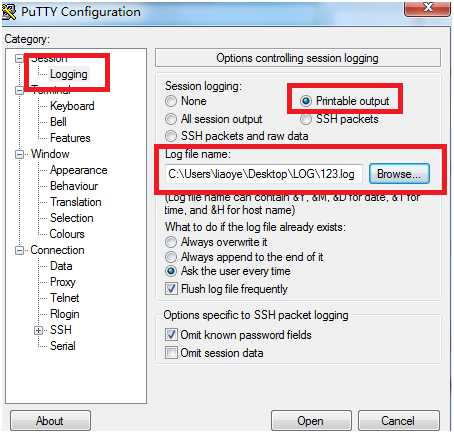 PuTTY Configuration
Category:
Session
Logging
Terminal
Keyboard
Bell
Features
Window
Appearance
Behaviour
Translation
Selection
Colours
Connection
Data
Proxy
Telnet
Rlogin
SSH
Serial
Options controlling session logging
Session logging:
None
Printable output
All session output
SSH packets
SSH packets and raw data
Log file name:
C:\Users\liaoye\Desktop\LOG\123.log
Browse...
(Log file name can contain &Y, &M, &D for date, &T for
time, and &H for host name)
What to do if the log file already exists:
Always overwrite it
Always append to the end of it
Ask the user every time
Flush log file frequently
Options specific to SSH packet logging
Omit known password fields
Omit session data
About
Open
Cancel